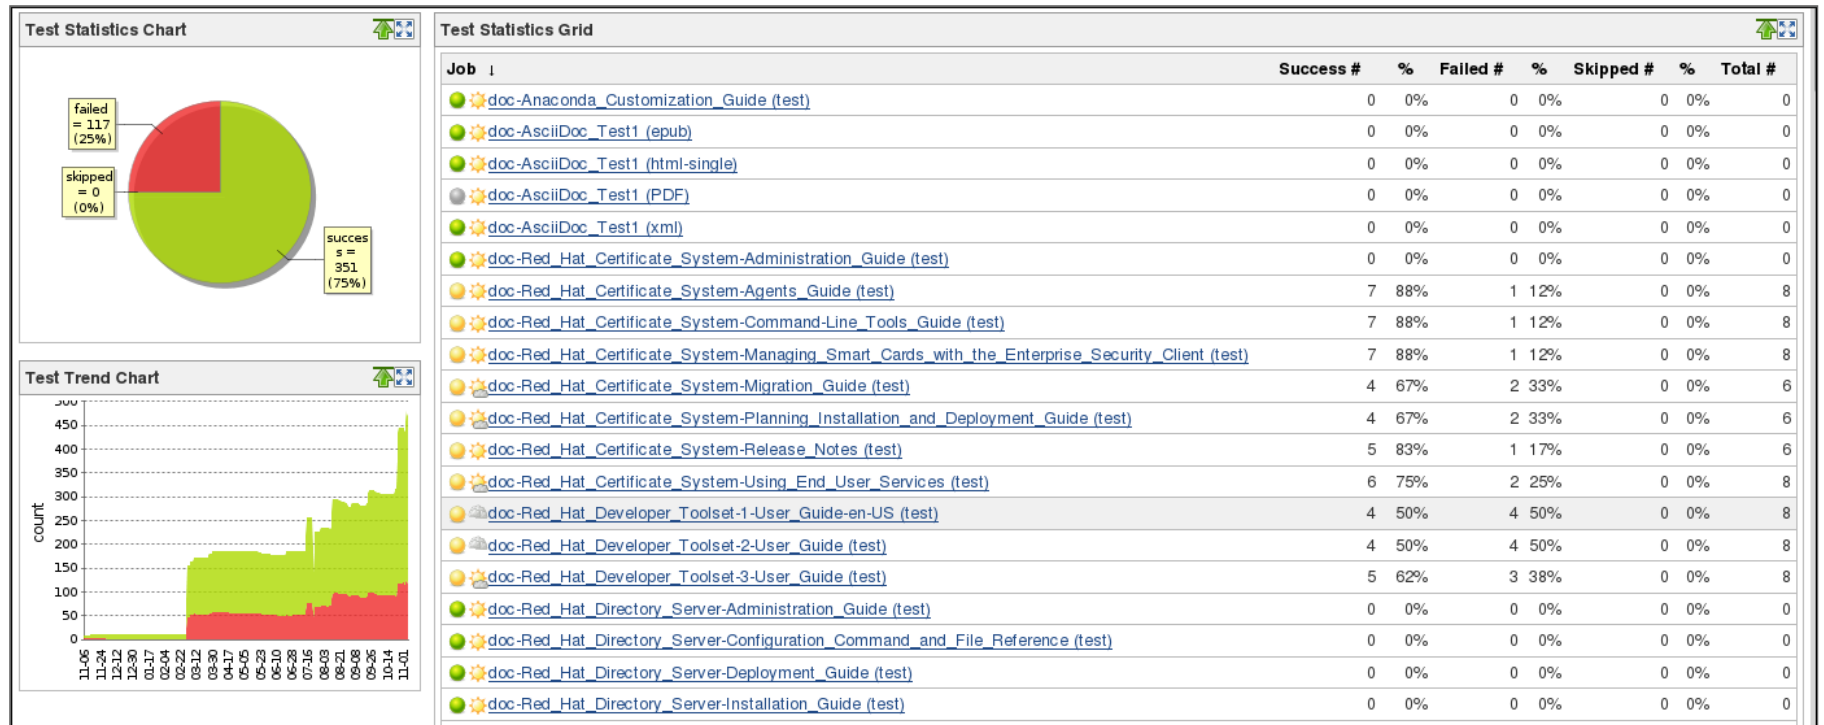 Test Statistics Chart
failed
= 117
(25%)
skipped
= 0
(0%)
succes
s =
351
(75%)
Test Trend Chart
500
450
400
350
300
250
200
150
100
50
0
count
11-06
11-24
12-12
12-30
01-17
02-04
02-22
03-12
03-30
04-17
05-05
05-23
06-10
06-28
07-16
08-03
08-21
09-08
09-26
10-14
11-01
Test Statistics Grid
Job ↓ Success # % Failed # % Skipped # % Total #
doc-Anaconda_Customization_Guide (test) 0 0% 0 0% 0 0% 0
doc-AsciiDoc_Test1 (epub) 0 0% 0 0% 0 0% 0
doc-AsciiDoc_Test1 (html-single) 0 0% 0 0% 0 0% 0
doc-AsciiDoc_Test1 (PDF) 0 0% 0 0% 0 0% 0
doc-AsciiDoc_Test1 (xml) 0 0% 0 0% 0 0% 0
doc-Red_Hat_Certificate_System-Administration_Guide (test) 0 0% 0 0% 0 0% 0
doc-Red_Hat_Certificate_System-Agents_Guide (test) 7 88% 1 12% 0 0% 8
doc-Red_Hat_Certificate_System-Command-Line_Tools_Guide (test) 7 88% 1 12% 0 0% 8
doc-Red_Hat_Certificate_System-Managing_Smart_Cards_with_the_Enterprise_Security_Client (test) 7 88% 1 12% 0 0% 8
doc-Red_Hat_Certificate_System-Migration_Guide (test) 4 67% 2 33% 0 0% 6
doc-Red_Hat_Certificate_System-Planning_Installation_and_Deployment_Guide (test) 4 67% 2 33% 0 0% 6
doc-Red_Hat_Certificate_System-Release_Notes (test) 5 83% 1 17% 0 0% 6
doc-Red_Hat_Certificate_System-Using_End_User_Services (test) 6 75% 2 25% 0 0% 8
doc-Red_Hat_Developer_Toolset-1-User_Guide-en-US (test) 4 50% 4 50% 0 0% 8
doc-Red_Hat_Developer_Toolset-2-User_Guide (test) 4 50% 4 50% 0 0% 8
doc-Red_Hat_Developer_Toolset-3-User_Guide (test) 5 62% 3 38% 0 0% 8
doc-Red_Hat_Directory_Server-Administration_Guide (test) 0 0% 0 0% 0 0% 0
doc-Red_Hat_Directory_Server-Configuration_Command_and_File_Reference (test) 0 0% 0 0% 0 0% 0
doc-Red_Hat_Directory_Server-Deployment_Guide (test) 0 0% 0 0% 0 0% 0
doc-Red_Hat_Directory_Server-Installation_Guide (test) 0 0% 0 0% 0 0% 0